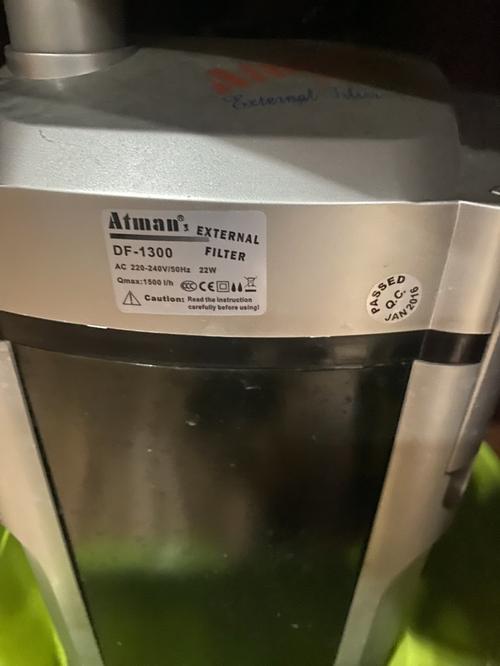 External Filter
Atman®s EXTERNAL
DF-1300 FILTER
AC 220-240V/50Hz 22W
Qmax:1500 l/h
Caution: Read the instruction
carefully before using!
PASSED
Q.C.
JAN 2016